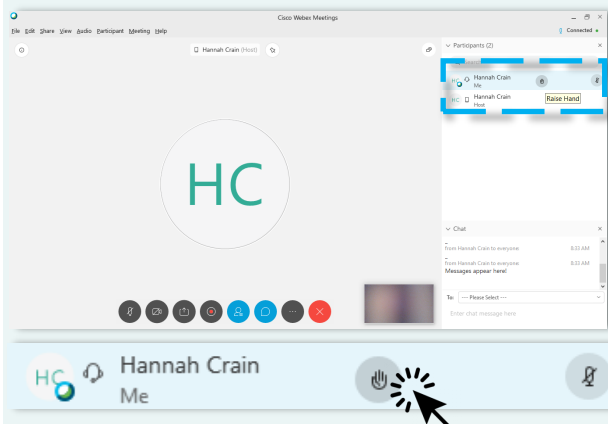 Cisco Webex Meetings
File Edit Share View Audio Participant Meeting Help
Connected
Hannah Crain (Host)
Participants (2)
HC Hannah Crain
Me
HC Hannah Crain
Host
Raise Hand
HC
Chat
from Hannah Crain to everyone: 8:33 AM
from Hannah Crain to everyone: 8:33 AM
Messages appear here!
To: --- Please Select ---
Enter chat message here
HC Hannah Crain
Me